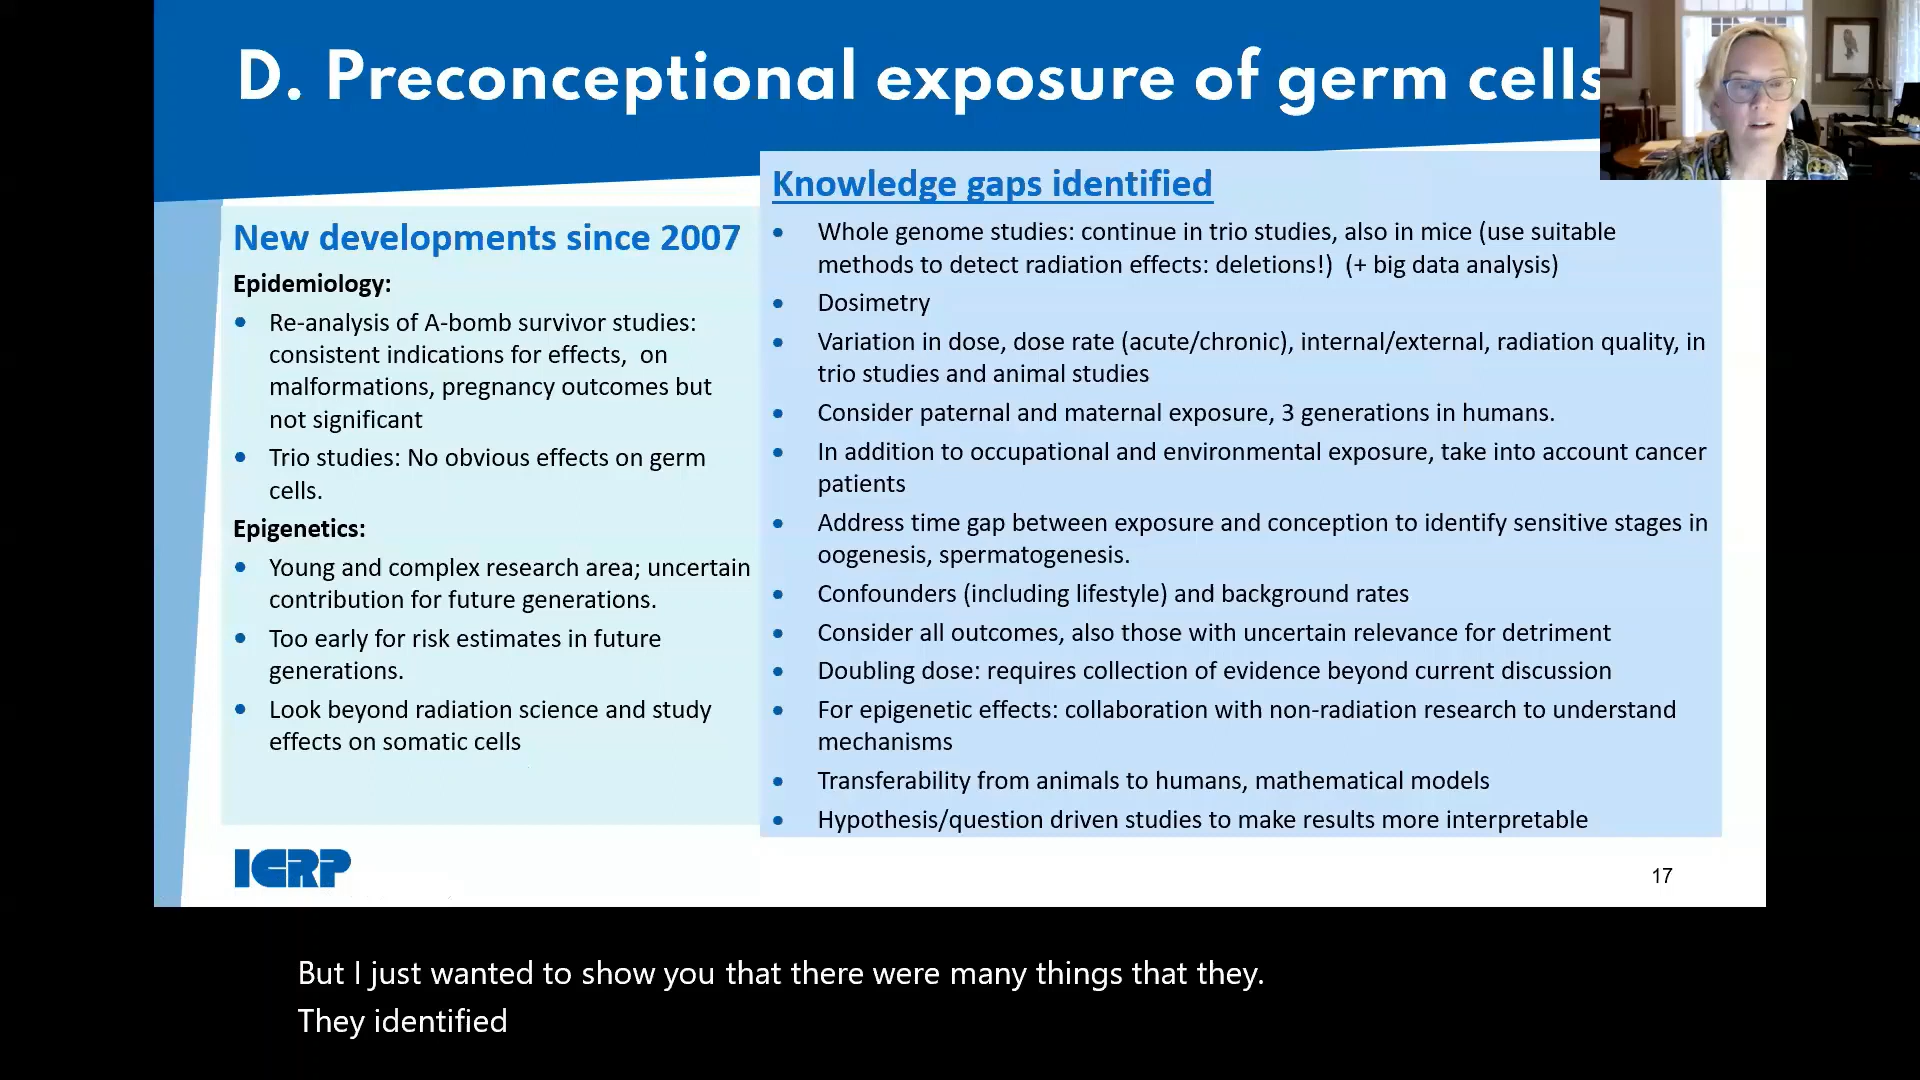 D. Preconceptional exposure of germ cells
New developments since 2007
Epidemiology:
• Re-analysis of A-bomb survivor studies:
consistent indications for effects,  on
malformations, pregnancy outcomes but
not significant
• Trio studies: No obvious effects on germ
cells.
Epigenetics:
• Young and complex research area; uncertain
contribution for future generations.
• Too early for risk estimates in future
generations.
• Look beyond radiation science and study
effects on somatic cells
Knowledge gaps identified
• Whole genome studies: continue in trio studies, also in mice (use suitable
methods to detect radiation effects: deletions!)  (+ big data analysis)
• Dosimetry
• Variation in dose, dose rate (acute/chronic), internal/external, radiation quality, in
trio studies and animal studies
• Consider paternal and maternal exposure, 3 generations in humans.
• In addition to occupational and environmental exposure, take into account cancer
patients
• Address time gap between exposure and conception to identify sensitive stages in
oogenesis, spermatogenesis.
• Confounders (including lifestyle) and background rates
• Consider all outcomes, also those with uncertain relevance for detriment
• Doubling dose: requires collection of evidence beyond current discussion
• For epigenetic effects: collaboration with non-radiation research to understand
mechanisms
• Transferability from animals to humans, mathematical models
• Hypothesis/question driven studies to make results more interpretable
ICRP
17
But I just wanted to show you that there were many things that they.
They identified